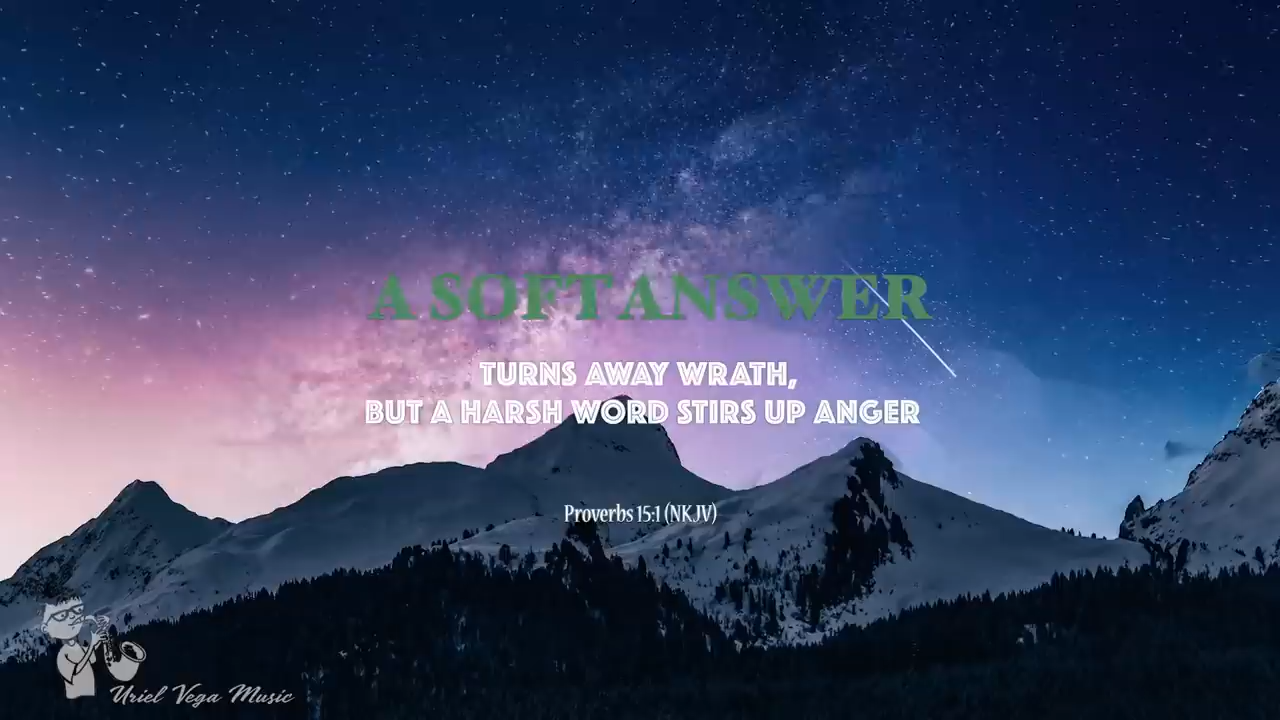 A SOFT ANSWER
TURNS AWAY WRATH,
BUT A HARSH WORD STIRS UP ANGER
Proverbs 15:1 (NKJV)
Uriel Vega Music